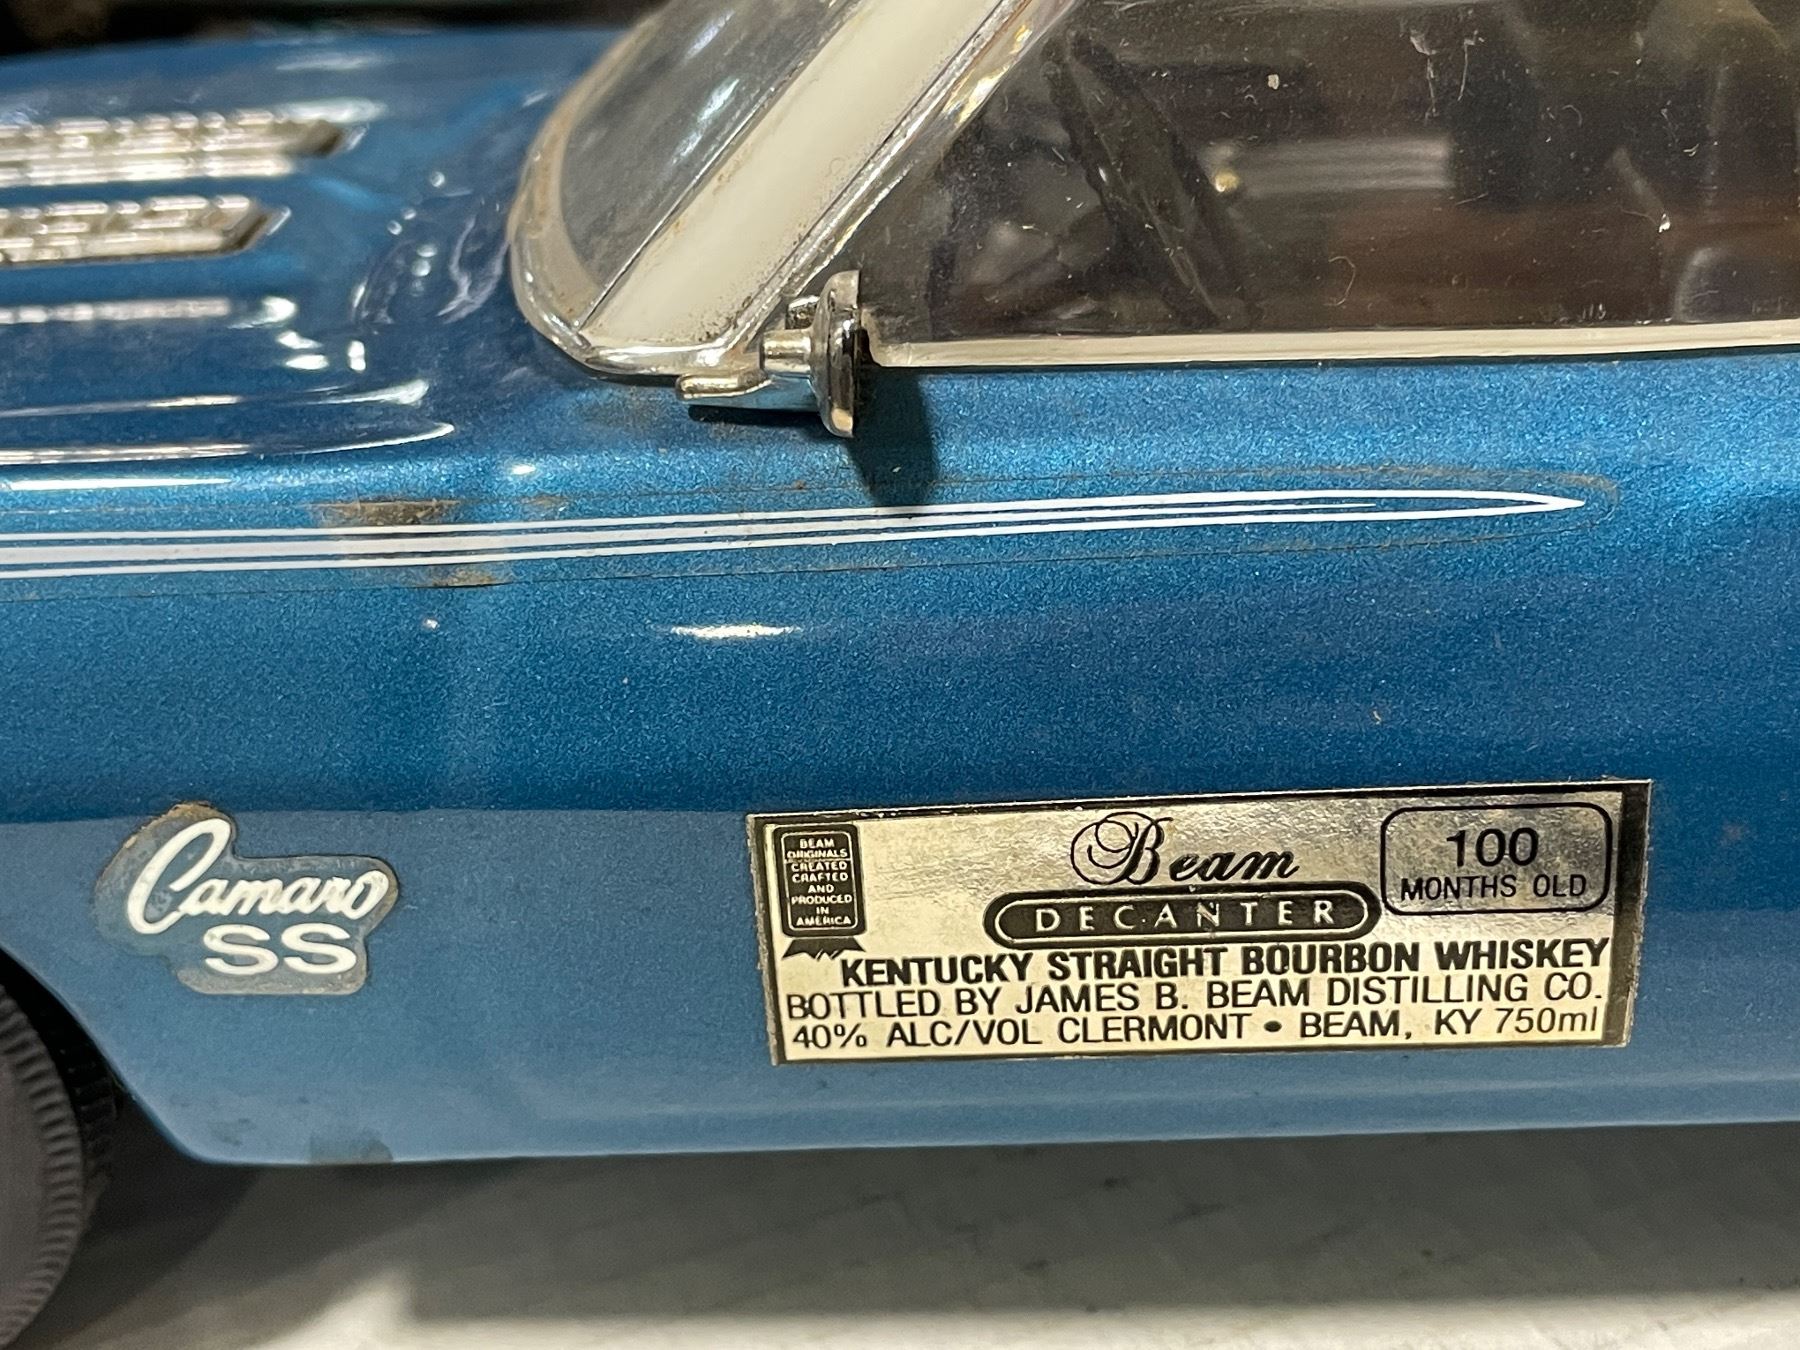 Camaro
SS
BEAM
ORIGINALS
CREATED
CRAFTED
AND
PRODUCED
IN
AMERICA
Beam
DECANTER
100
MONTHS OLD
KENTUCKY STRAIGHT BOURBON WHISKEY
BOTTLED BY JAMES B. BEAM DISTILLING CO.
40% ALC/VOL CLERMONT • BEAM, KY 750ml